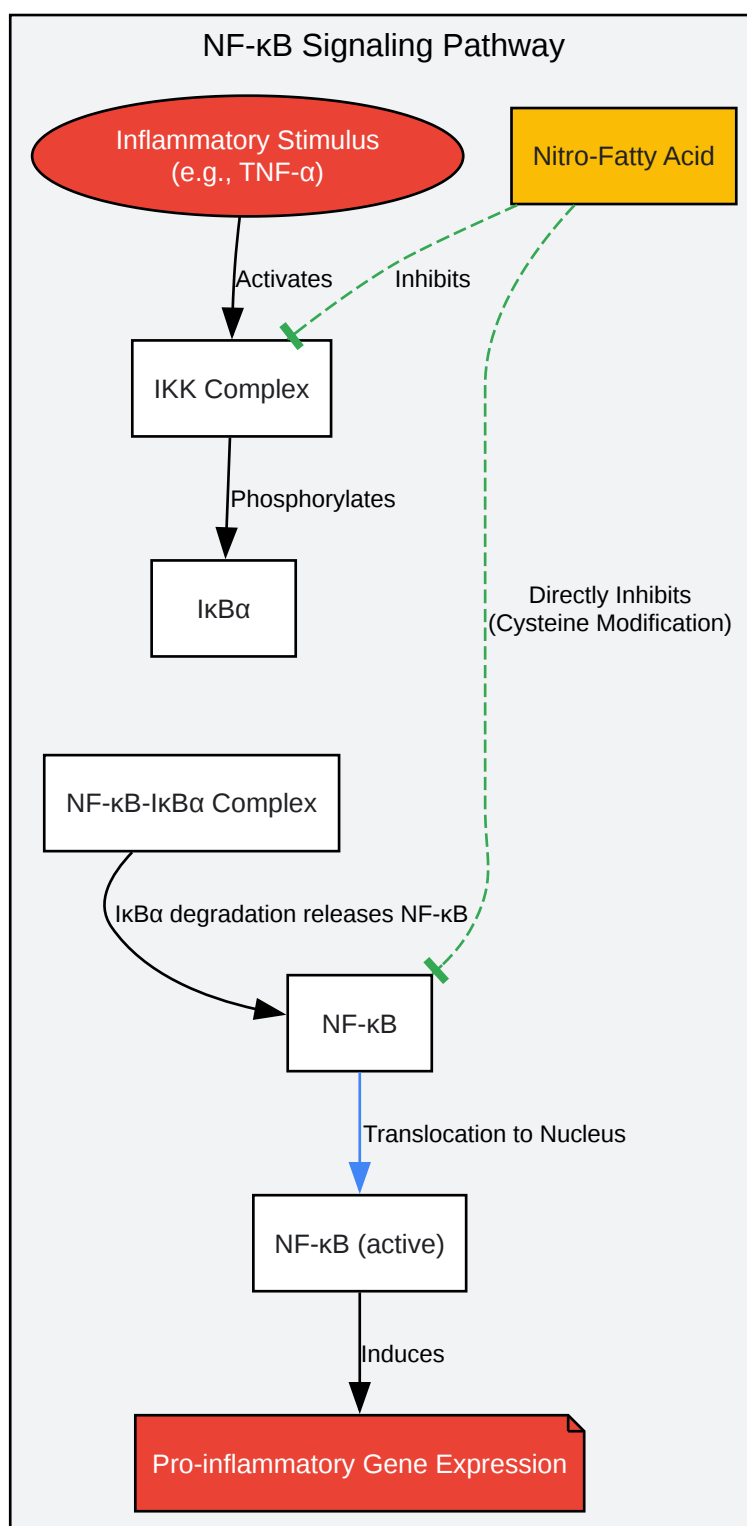 NF-κB Signaling Pathway
Inflammatory Stimulus
(e.g., TNF-α)
Nitro-Fatty Acid
Activates
Inhibits
IKK Complex
Phosphorylates
IκBα
Directly Inhibits
(Cysteine Modification)
NF-κB-IκBα Complex
IκBα degradation releases NF-κB
NF-κB
Translocation to Nucleus
NF-κB (active)
Induces
Pro-inflammatory Gene Expression